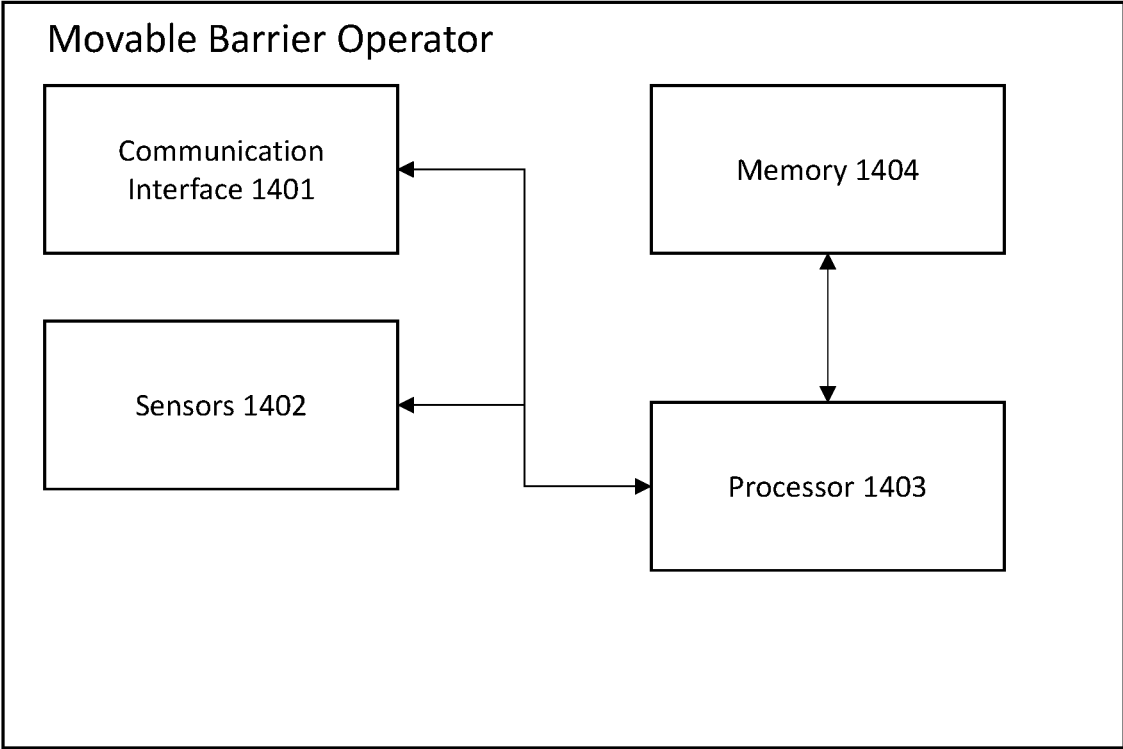 Movable Barrier Operator
Communication
Interface 1401
Memory 1404
Sensors 1402
Processor 1403